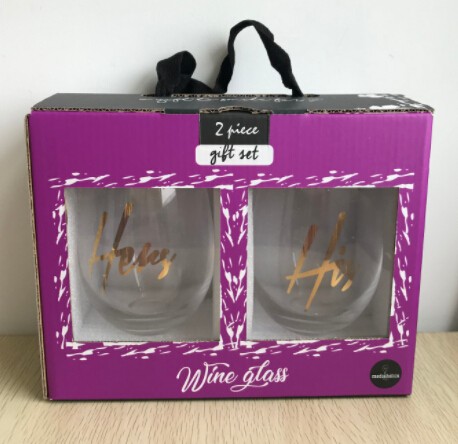 2 piece
gift set
Hers
His
Wine glass